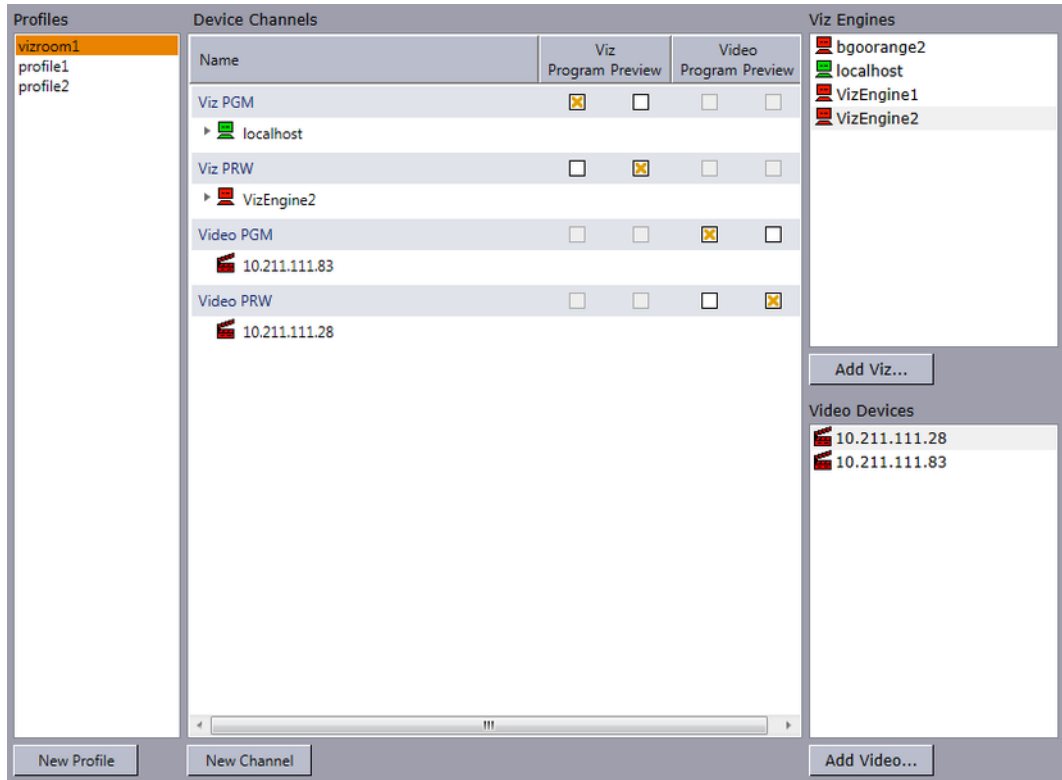 Profiles
vizroom1
profile1
profile2
New Profile
Device Channels
Name
Viz
Video
Program Preview Program Preview
Viz PGM
localhost
Viz PRW
VizEngine2
Video PGM
10.211.111.83
Video PRW
10.211.111.28
New Channel
Viz Engines
bgoorange2
localhost
VizEngine1
VizEngine2
Add Viz...
Video Devices
10.211.111.28
10.211.111.83
Add Video...